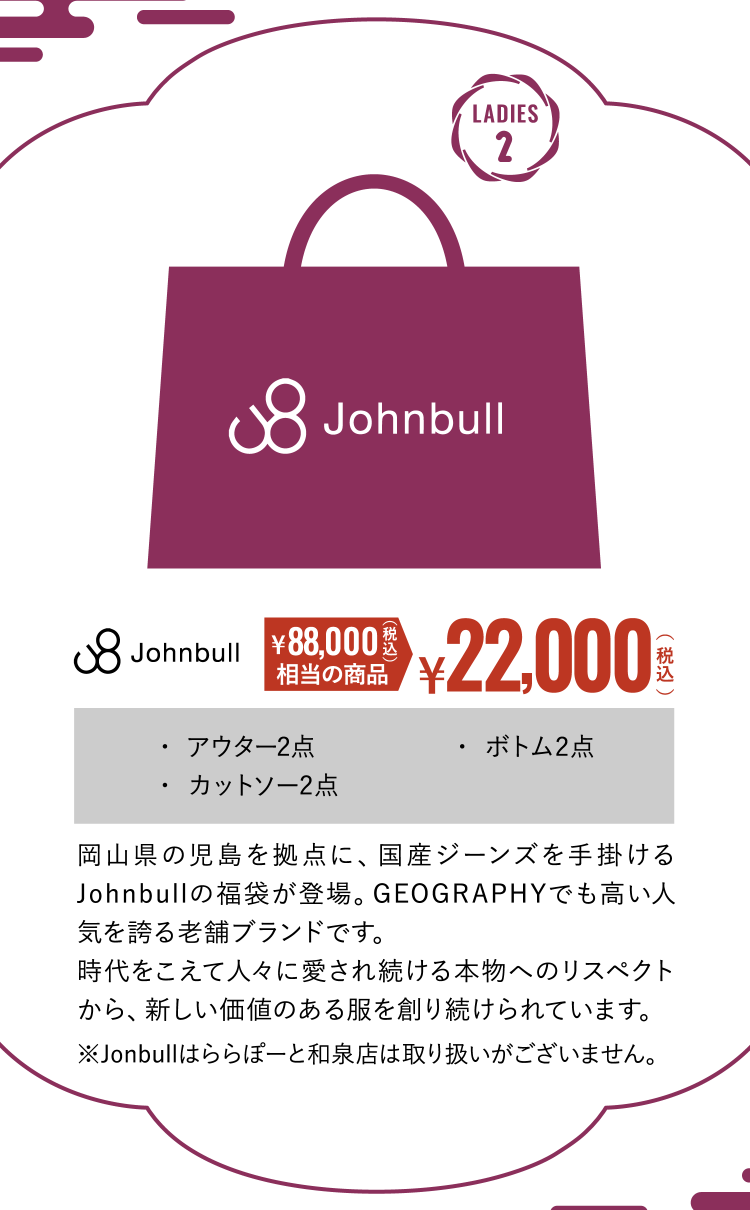 LADIES
2
Johnbull
Johnbull
¥88,000(税込)
相当の商品
¥22,000(税込)
・ アウター2点
・ ボトム2点
・ カットソー2点
岡山県の児島を拠点に、国産ジーンズを手掛ける
Johnbullの福袋が登場。GEOGRAPHYでも高い人
気を誇る老舗ブランドです。
時代をこえて人々に愛され続ける本物へのリスペクト
から、新しい価値のある服を創り続けられています。
※Jonbullはららぽーと和泉店は取り扱いがございません。